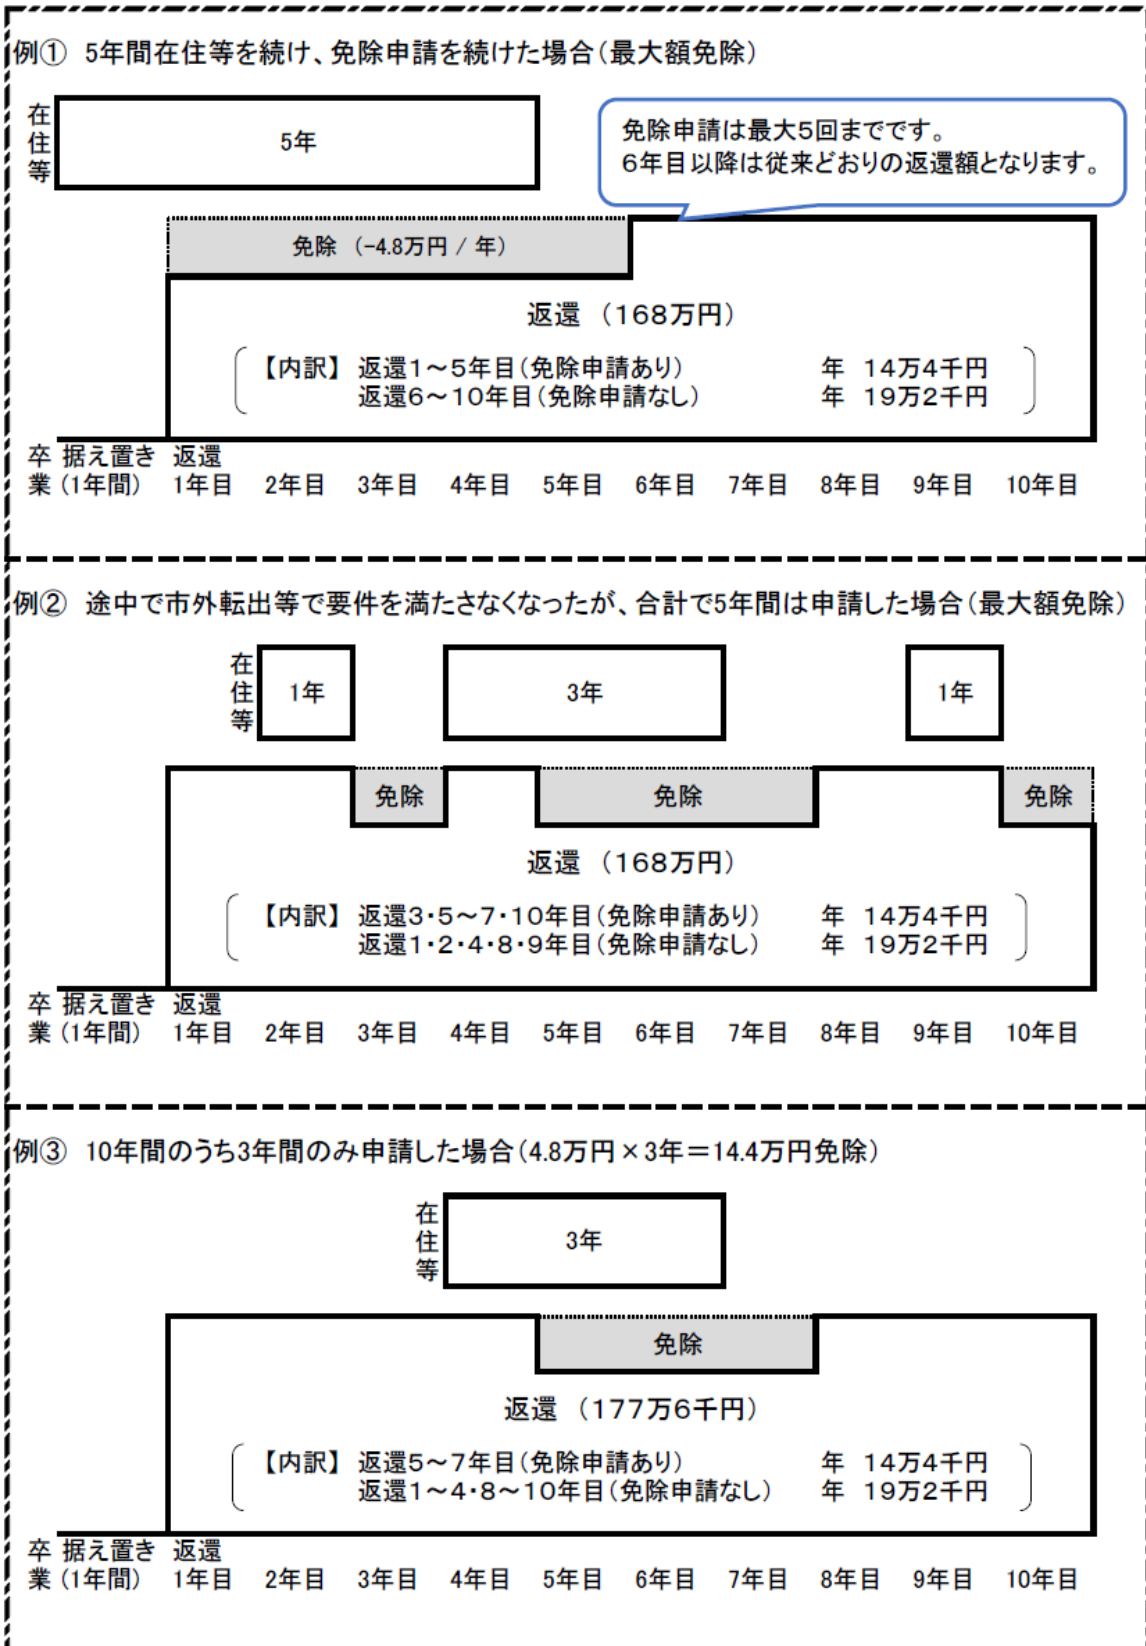 例① 5年間在住等を続け、免除申請を続けた場合(最大額免除)
在住等
5年
免除申請は最大5回までです。
6年目以降は従来どおりの返還額となります。
免除 (-4.8万円 / 年)
返還 (168万円)
【内訳】 返還1～5年目(免除申請あり) 年 14万4千円
返還6～10年目(免除申請なし) 年 19万2千円
卒業 据え置き(1年間) 返還
1年目 2年目 3年目 4年目 5年目 6年目 7年目 8年目 9年目 10年目
例② 途中で市外転出等で要件を満たさなくなったが、合計で5年間は申請した場合(最大額免除)
在住等
1年 3年 1年
免除 免除 免除
返還 (168万円)
【内訳】 返還3・5～7・10年目(免除申請あり) 年 14万4千円
返還1・2・4・8・9年目(免除申請なし) 年 19万2千円
卒業 据え置き(1年間) 返還
1年目 2年目 3年目 4年目 5年目 6年目 7年目 8年目 9年目 10年目
例③ 10年間のうち3年間のみ申請した場合(4.8万円×3年=14.4万円免除)
在住等
3年
免除
返還 (177万6千円)
【内訳】 返還5～7年目(免除申請あり) 年 14万4千円
返還1～4・8～10年目(免除申請なし) 年 19万2千円
卒業 据え置き(1年間) 返還
1年目 2年目 3年目 4年目 5年目 6年目 7年目 8年目 9年目 10年目